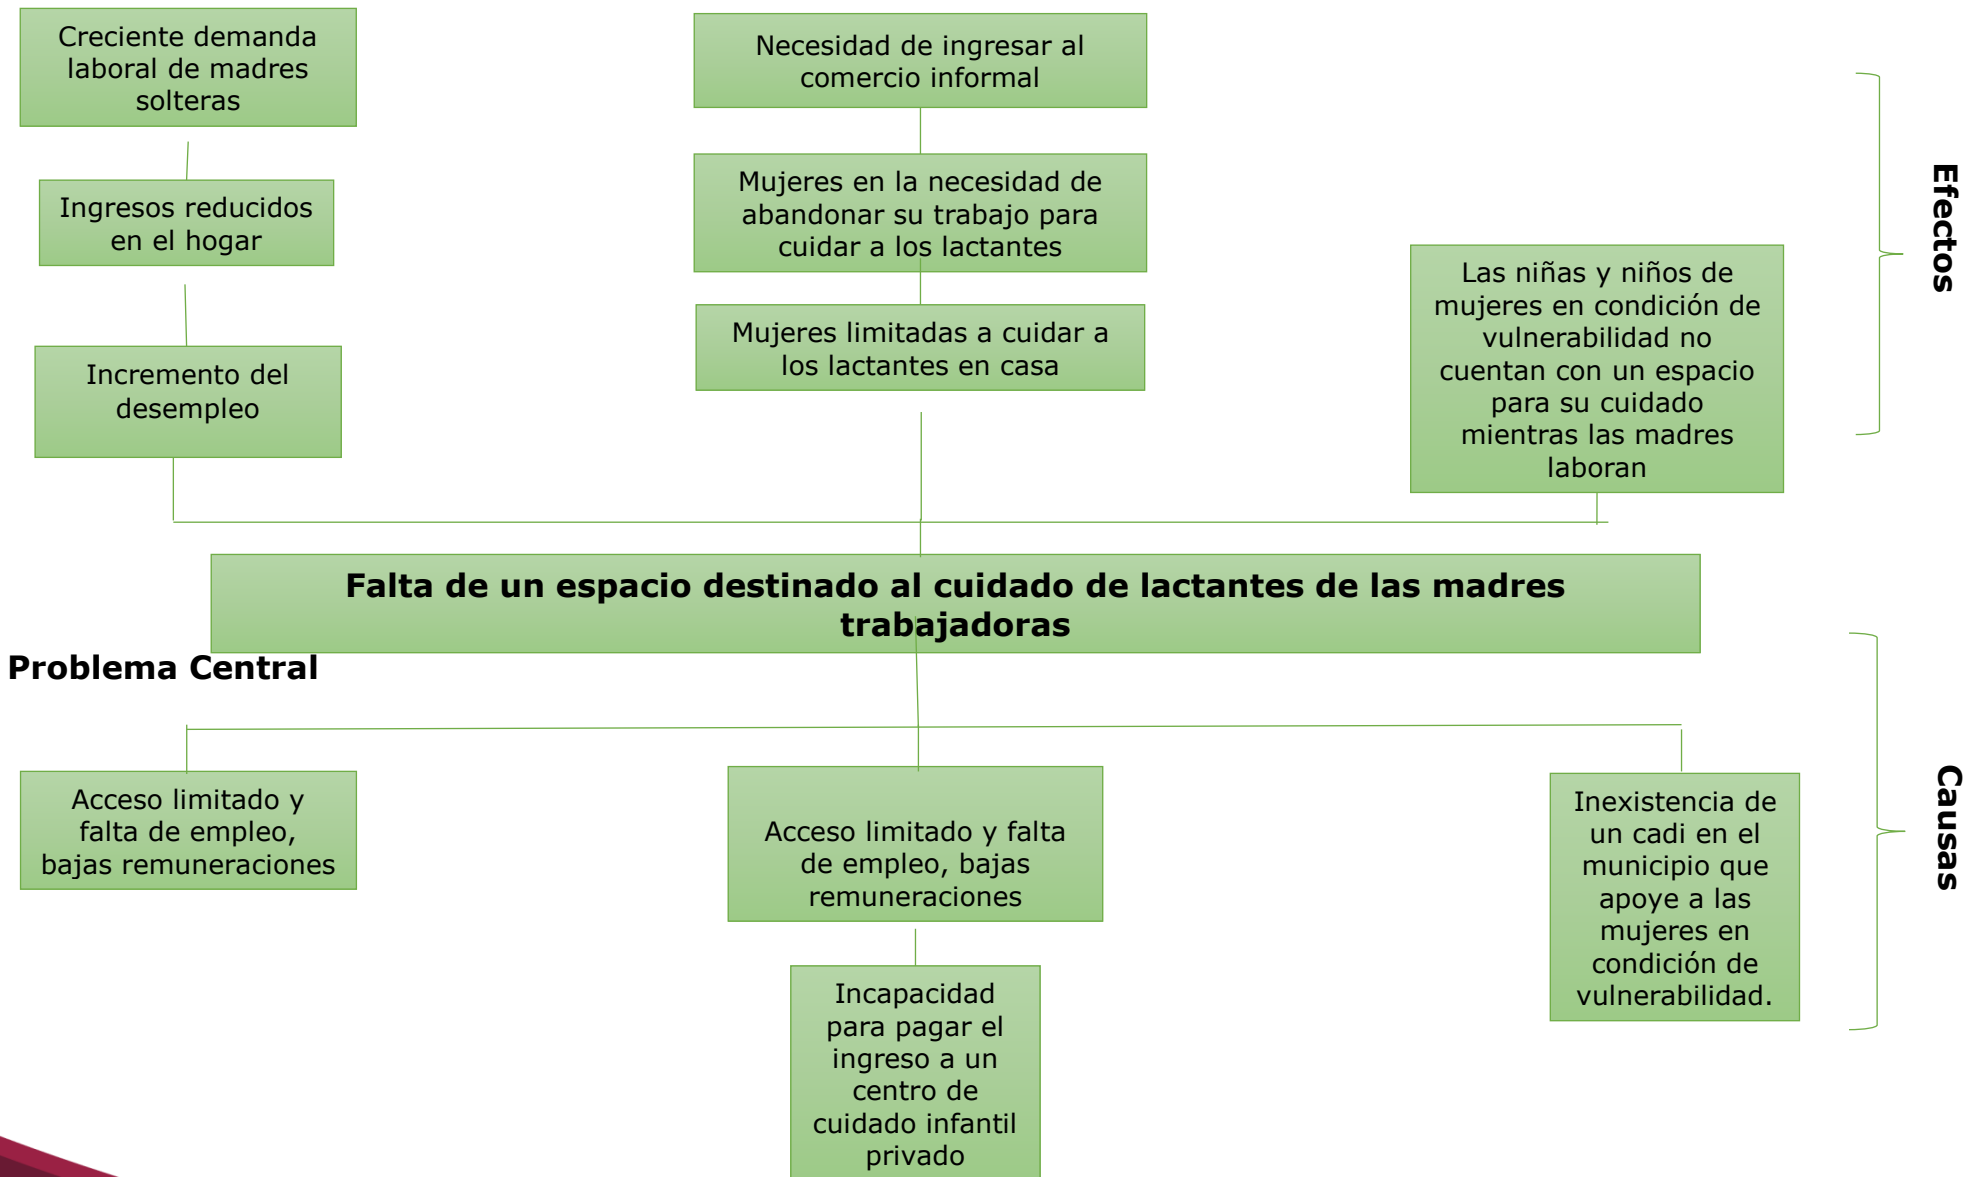 Creciente demanda
laboral de madres
solteras
Necesidad de ingresar al
comercio informal
Ingresos reducidos
en el hogar
Mujeres en la necesidad de
abandonar su trabajo para
cuidar a los lactantes
Las niñas y niños de
mujeres en condición de
vulnerabilidad no
cuentan con un espacio
para su cuidado
mientras las madres
laboran
Efectos
Incremento del
desempleo
Mujeres limitadas a cuidar a
los lactantes en casa
Falta de un espacio destinado al cuidado de lactantes de las madres
trabajadoras
Problema Central
Acceso limitado y
falta de empleo,
bajas remuneraciones
Acceso limitado y falta
de empleo, bajas
remuneraciones
Inexistencia de
un cadi en el
municipio que
apoye a las
mujeres en
condición de
vulnerabilidad.
Causas
Incapacidad
para pagar el
ingreso a un
centro de
cuidado infantil
privado